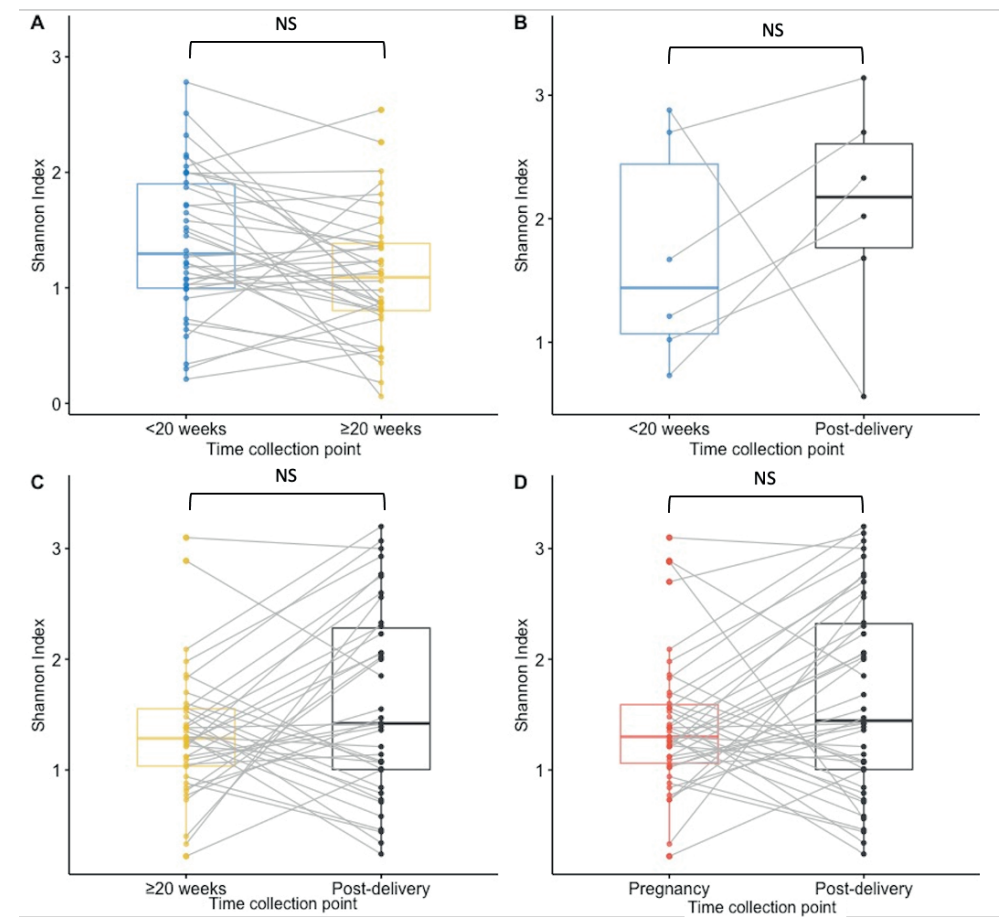 A
NS
3
2
1
0
Shannon Index
<20 weeks
≥20 weeks
Time collection point
B
NS
3
2
1
Shannon Index
<20 weeks
Post-delivery
Time collection point
C
NS
3
2
1
Shannon Index
≥20 weeks
Post-delivery
Time collection point
D
NS
3
2
1
Shannon Index
Pregnancy
Post-delivery
Time collection point